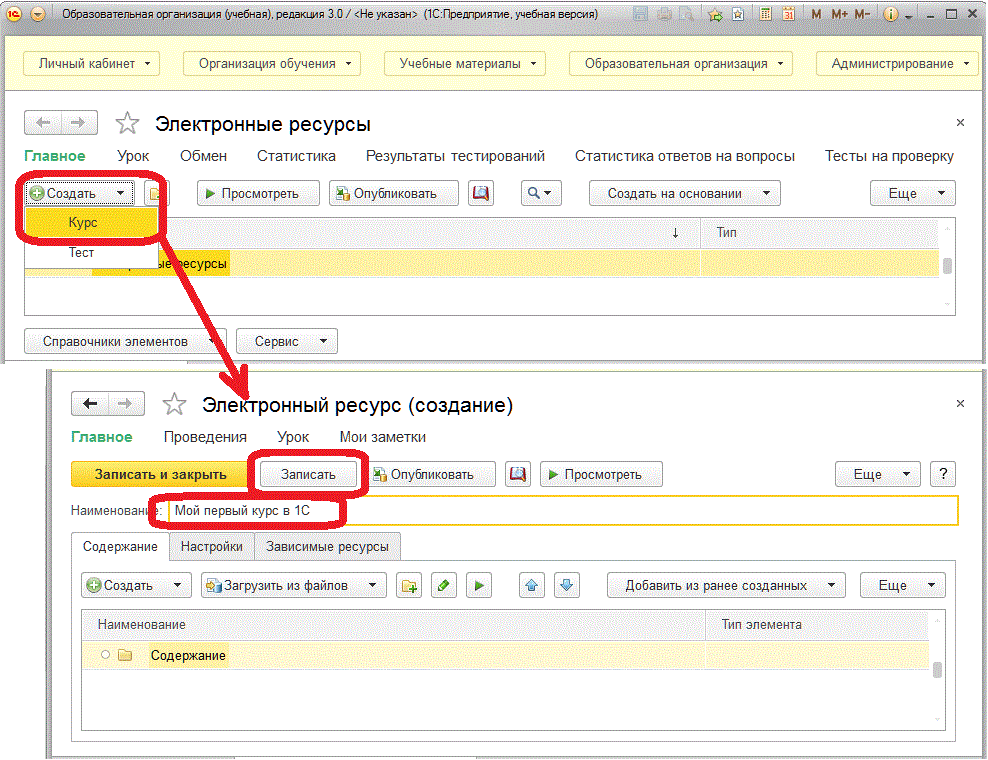 Образовательная организация (учебная), редакция 3.0 / <Не указан> (1С:Предприятие, учебная версия) M M+ M-
Личный кабинет Организация обучения Учебные материалы Образовательная организация Администрирование
Электронные ресурсы
Главное Урок Обмен Статистика Результаты тестирований Статистика ответов на вопросы Тесты на проверку
Создать Просмотреть Опубликовать Создать на основании Еще
Курс Тип
Тест ресурсы
Справочники элементов Сервис
Электронный ресурс (создание)
Главное Проведения Урок Мои заметки
Записать и закрыть Записать Опубликовать Просмотреть Еще ?
Наименование: Мой первый курс в 1С
Содержание Настройки Зависимые ресурсы
Создать Загрузить из файлов Добавить из ранее созданных Еще
Наименование Тип элемента
Содержание